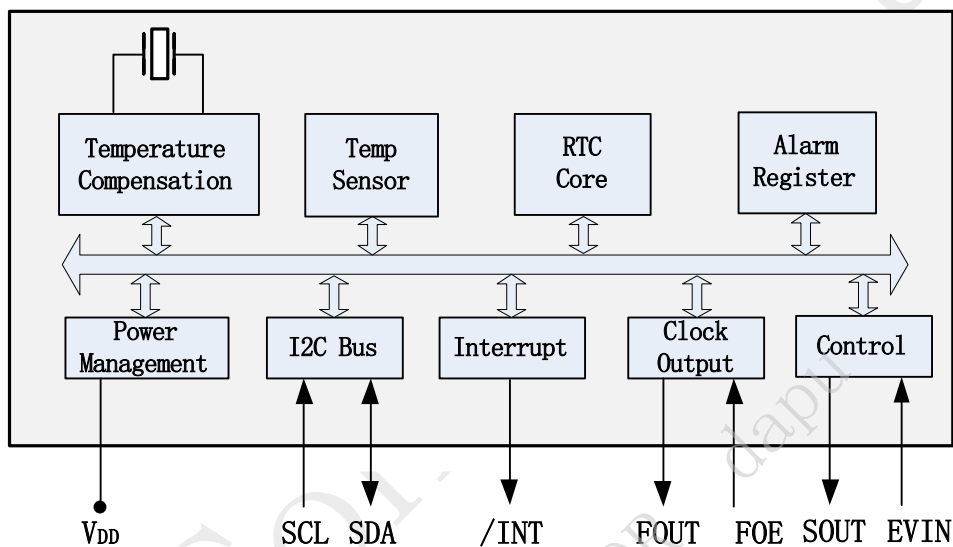 Temperature
Compensation
Temp
Sensor
RTC
Core
Alarm
Register
Power
Management
I2C Bus
Interrupt
Clock
Output
Control
dapu
VDD
SCL
SDA
/INT
FOUT
FOE
SOUT
EVIN